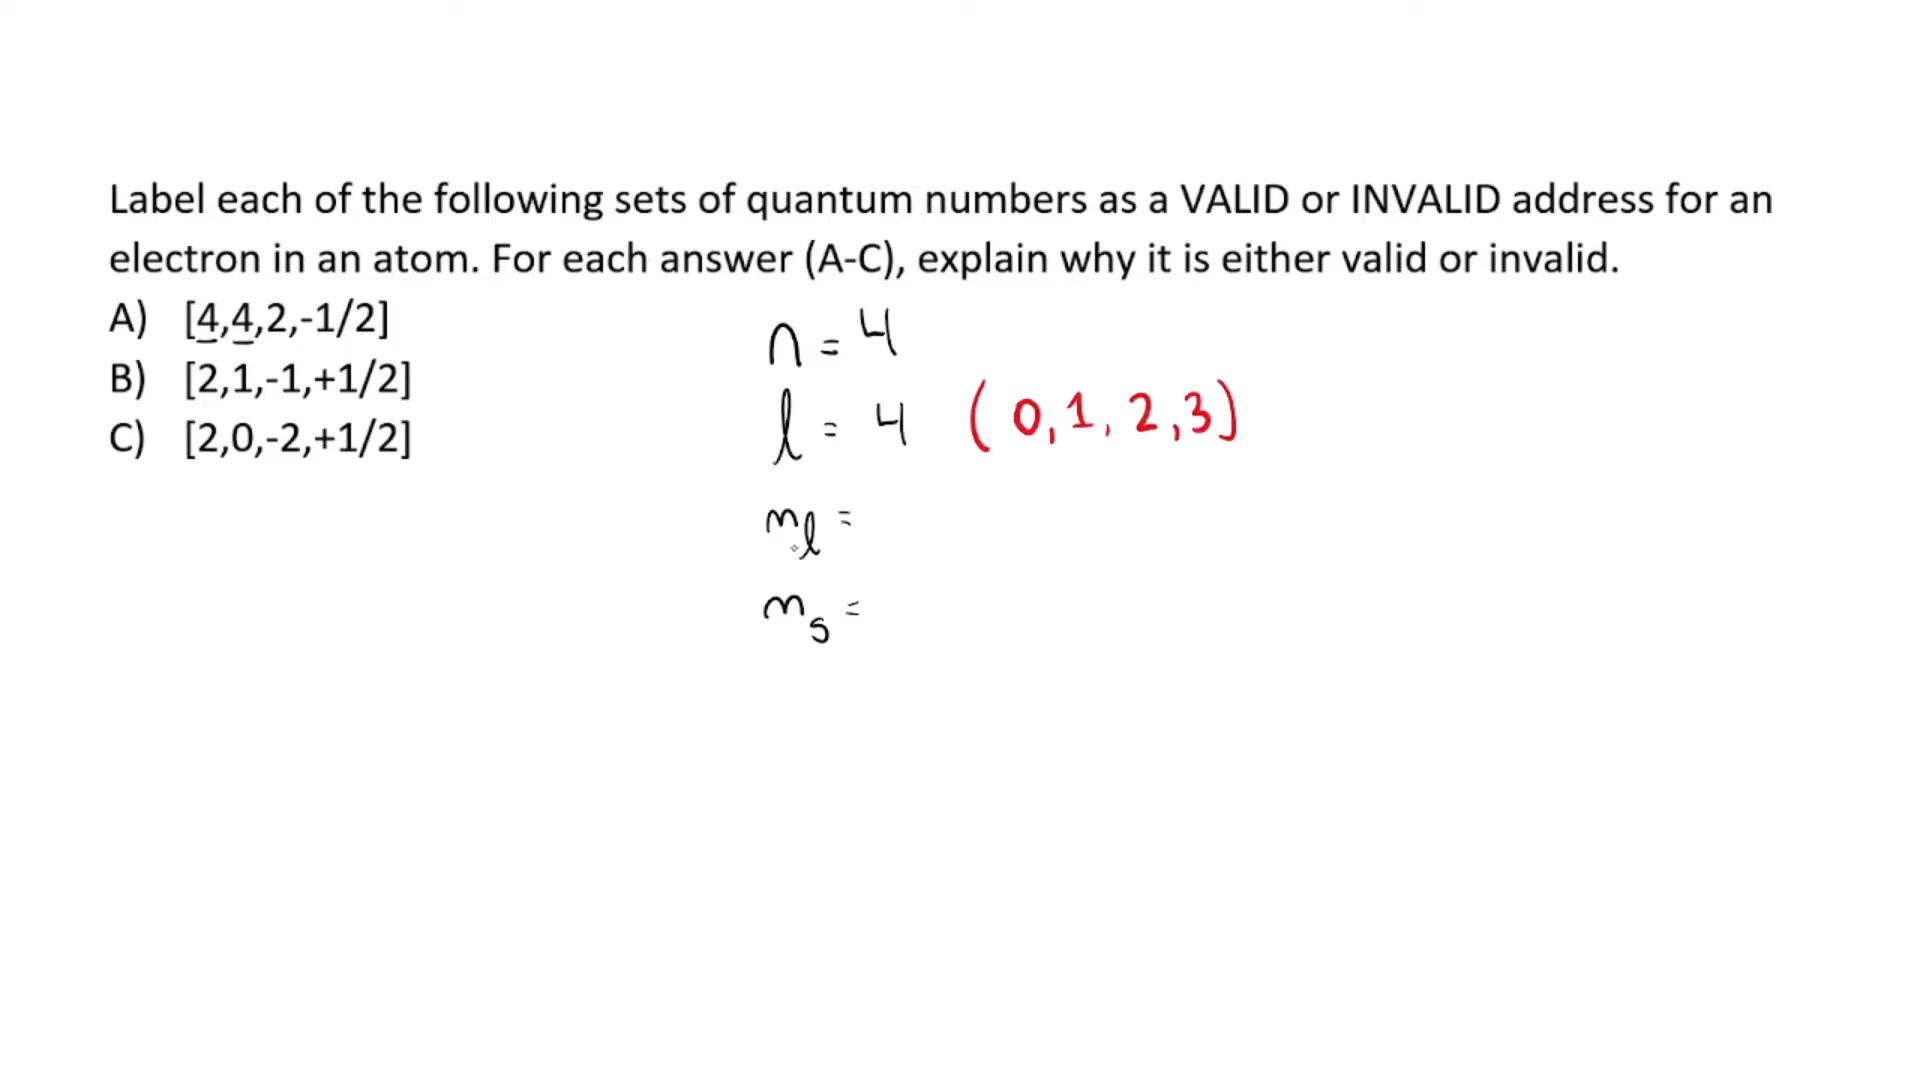 Label each of the following sets of quantum numbers as a VALID or INVALID address for an
electron in an atom. For each answer (A-C), explain why it is either valid or invalid.
A) [4,4,2,-1/2]
B) [2,1,-1,+1/2]
C) [2,0,-2,+1/2]
n = 4
l = 4 (0,1,2,3)
mₗ =
mₛ =